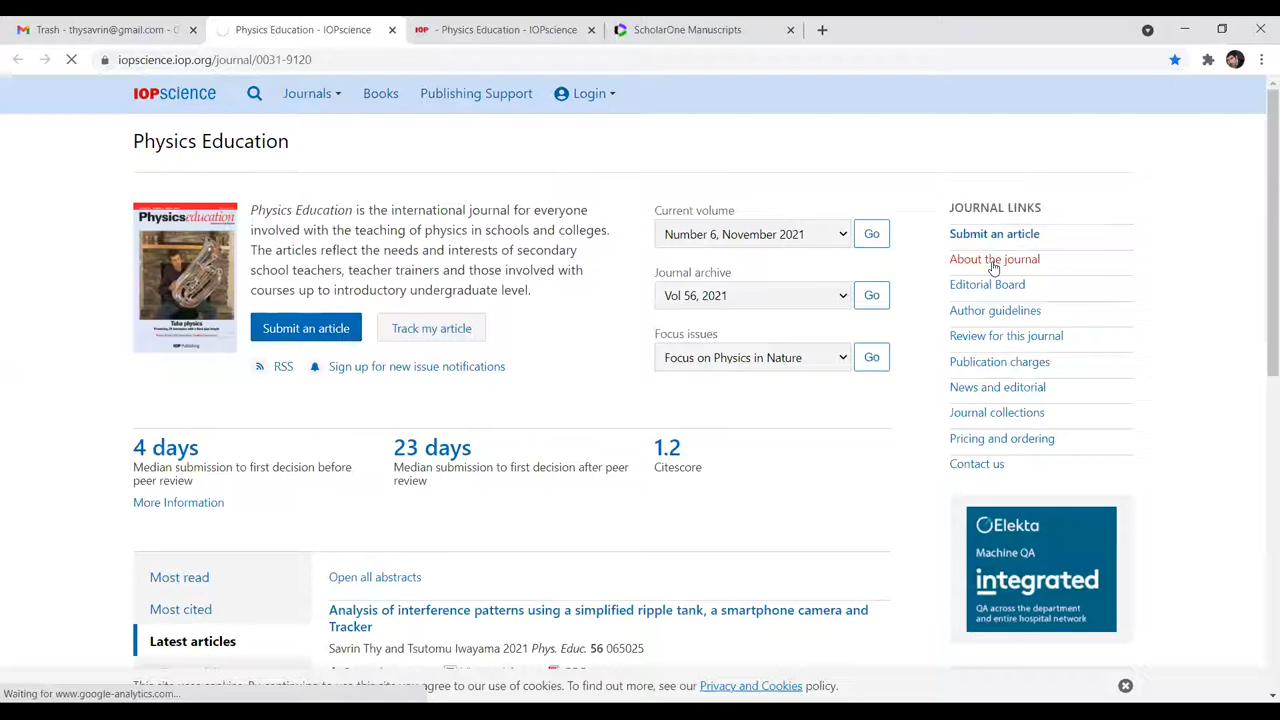 Trash - thysavrin@gmail.com -
Physics Education - IOPscience
IOP - Physics Education - IOPscience
ScholarOne Manuscripts
iopscience.iop.org/journal/0031-9120
IOPscience
Journals
Books
Publishing Support
Login
Physics Education
Physics education
Tuba physics
IOP Publishing
Physics Education is the international journal for everyone
involved with the teaching of physics in schools and colleges.
The articles reflect the needs and interests of secondary
school teachers, teacher trainers and those involved with
courses up to introductory undergraduate level.
Submit an article
Track my article
RSS
Sign up for new issue notifications
Current volume
Number 6, November 2021
Go
Journal archive
Vol 56, 2021
Go
Focus issues
Focus on Physics in Nature
Go
JOURNAL LINKS
Submit an article
About the journal
Editorial Board
Author guidelines
Review for this journal
Publication charges
News and editorial
Journal collections
Pricing and ordering
Contact us
4 days
Median submission to first decision before
peer review
23 days
Median submission to first decision after peer
review
1.2
Citescore
More Information
Elekta
Machine QA
integrated
QA across the department
and entire hospital network
Most read
Most cited
Latest articles
Open all abstracts
Analysis of interference patterns using a simplified ripple tank, a smartphone camera and
Tracker
Savrin Thy and Tsutomu Iwayama 2021 Phys. Educ. 56 065025
agree to our use of cookies. To find out more, see our Privacy and Cookies policy.
Waiting for www.google-analytics.com...